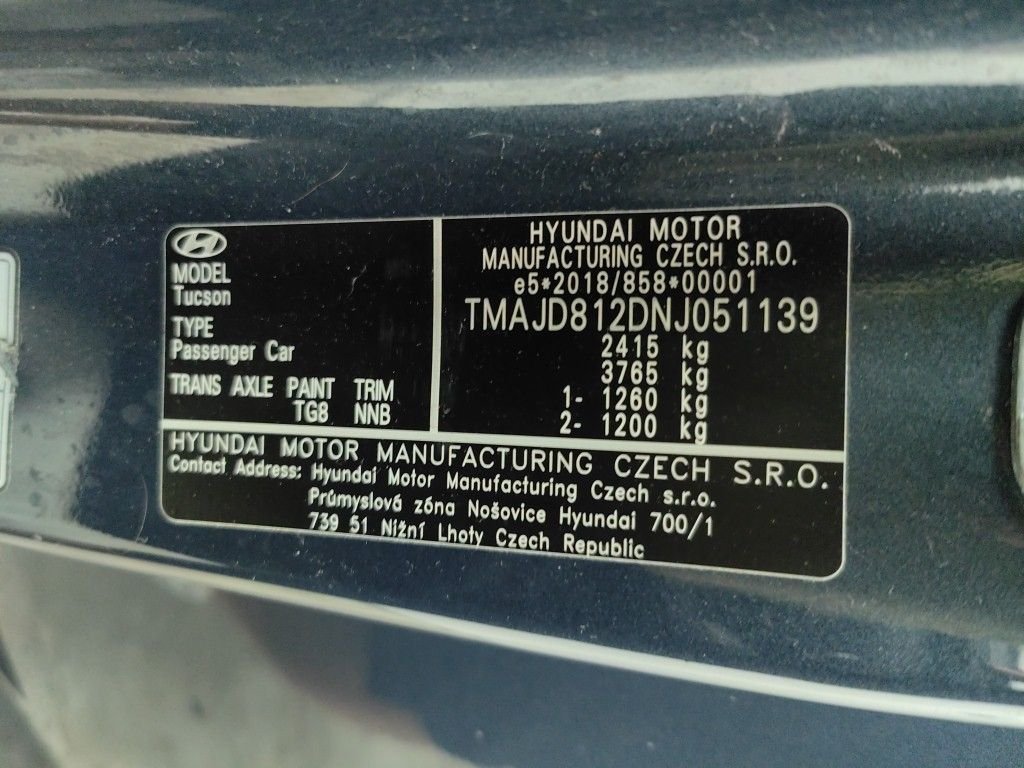 MODEL
Tucson
TYPE
Passenger Car
TRANS AXLE PAINT TRIM
TG8 NNB
HYUNDAI MOTOR
MANUFACTURING CZECH S.R.O.
e5*2018/858*00001
TMAJD812DNJ051139
2415 kg
3765 kg
1- 1260 kg
2- 1200 kg
HYUNDAI MOTOR MANUFACTURING CZECH S.R.O.
Contact Address: Hyundai Motor Manufacturing Czech s.r.o.
Průmyslová zóna Nošovice Hyundai 700/1
739 51 Nižní Lhoty Czech Republic